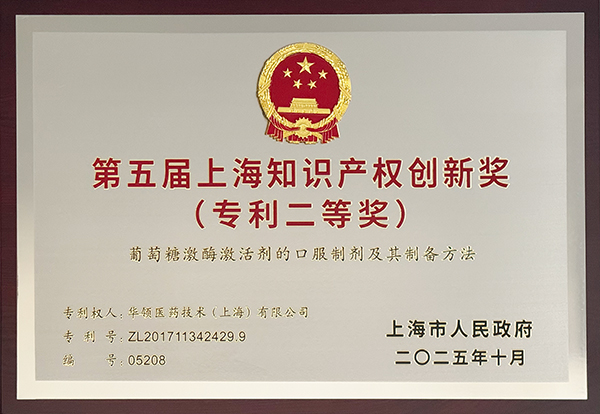 第五届上海知识产权创新奖
（专利二等奖）
葡萄糖激酶激活剂的口服制剂及其制备方法
专利权人：华领医药技术（上海）有限公司
专利号：ZL201711342429.9
编号：05208
上海市人民政府
二〇二五年十月